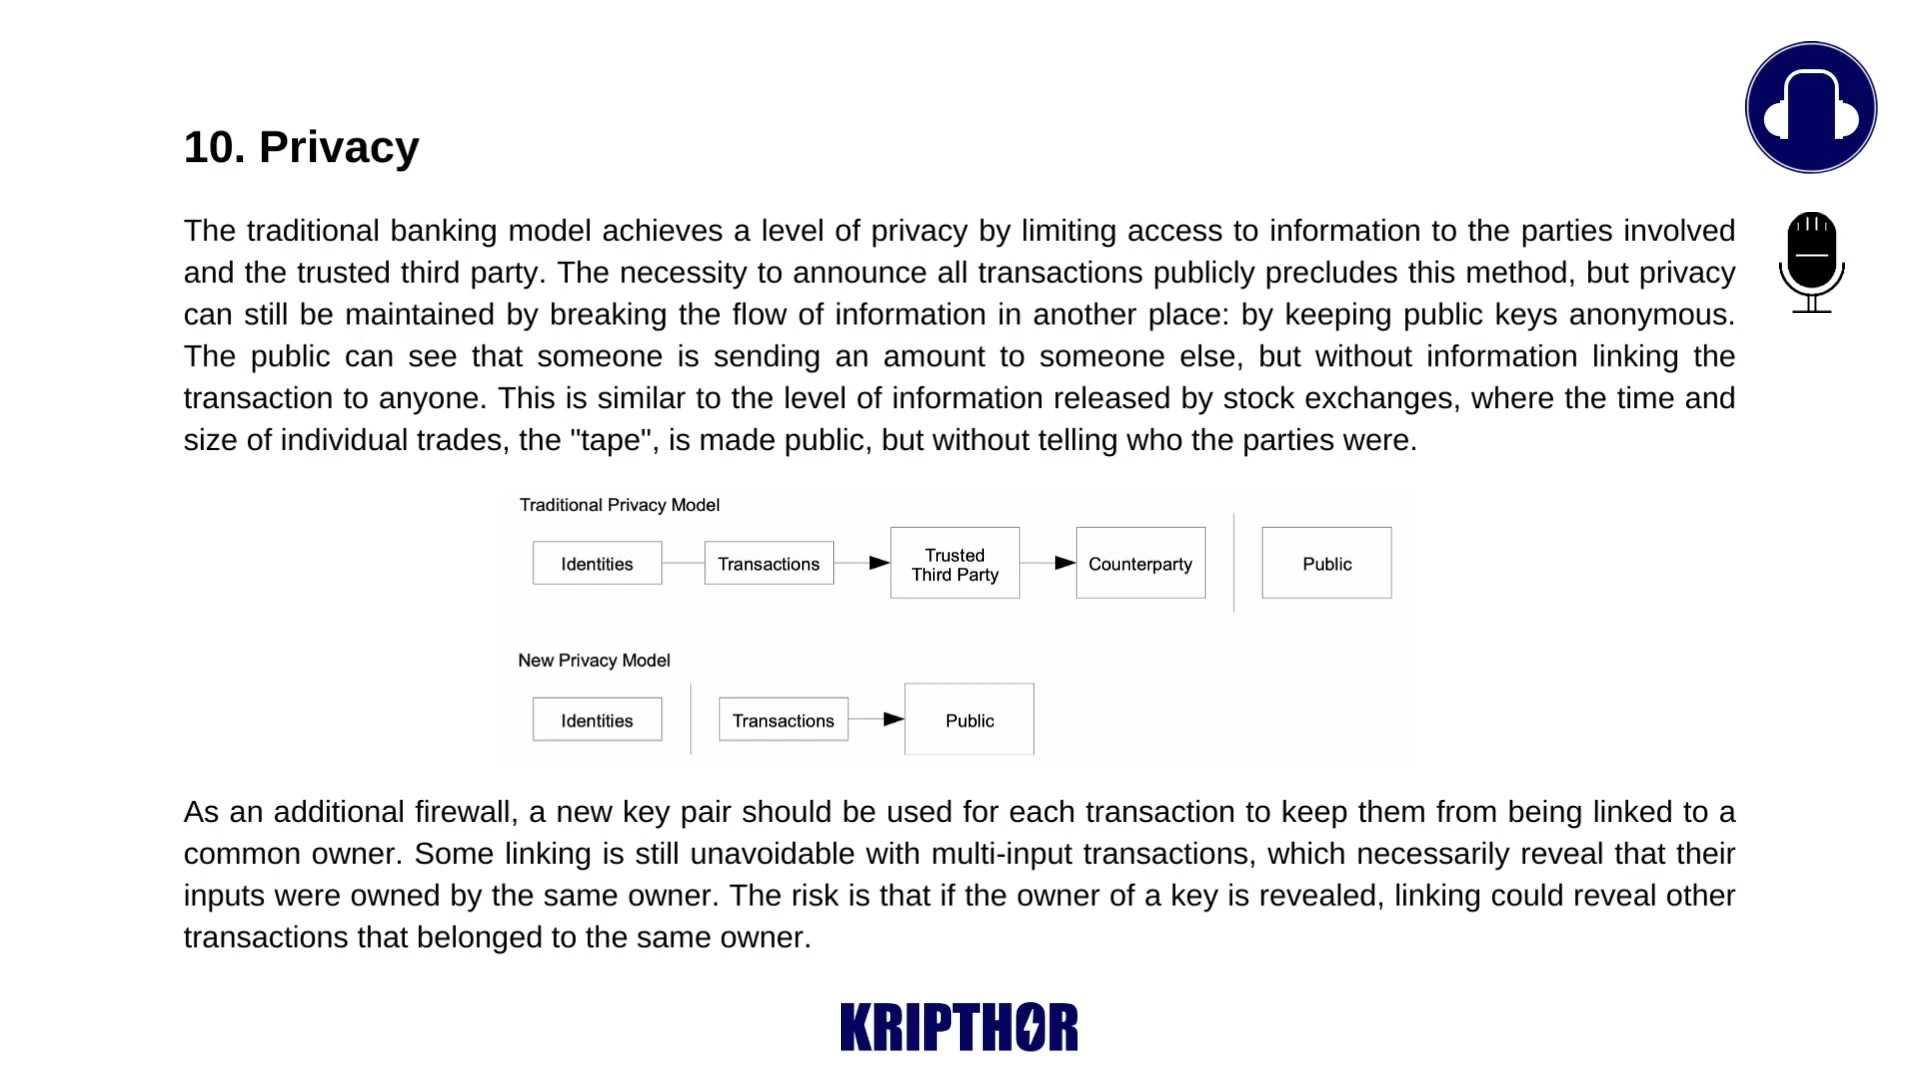 10. Privacy
The traditional banking model achieves a level of privacy by limiting access to information to the parties involved
and the trusted third party. The necessity to announce all transactions publicly precludes this method, but privacy
can still be maintained by breaking the flow of information in another place: by keeping public keys anonymous.
The public can see that someone is sending an amount to someone else, but without information linking the
transaction to anyone. This is similar to the level of information released by stock exchanges, where the time and
size of individual trades, the "tape", is made public, but without telling who the parties were.
Traditional Privacy Model
Identities
Transactions
Trusted
Third Party
Counterparty
Public
New Privacy Model
Identities
Transactions
Public
As an additional firewall, a new key pair should be used for each transaction to keep them from being linked to a
common owner. Some linking is still unavoidable with multi-input transactions, which necessarily reveal that their
inputs were owned by the same owner. The risk is that if the owner of a key is revealed, linking could reveal other
transactions that belonged to the same owner.
KRIPTHOR